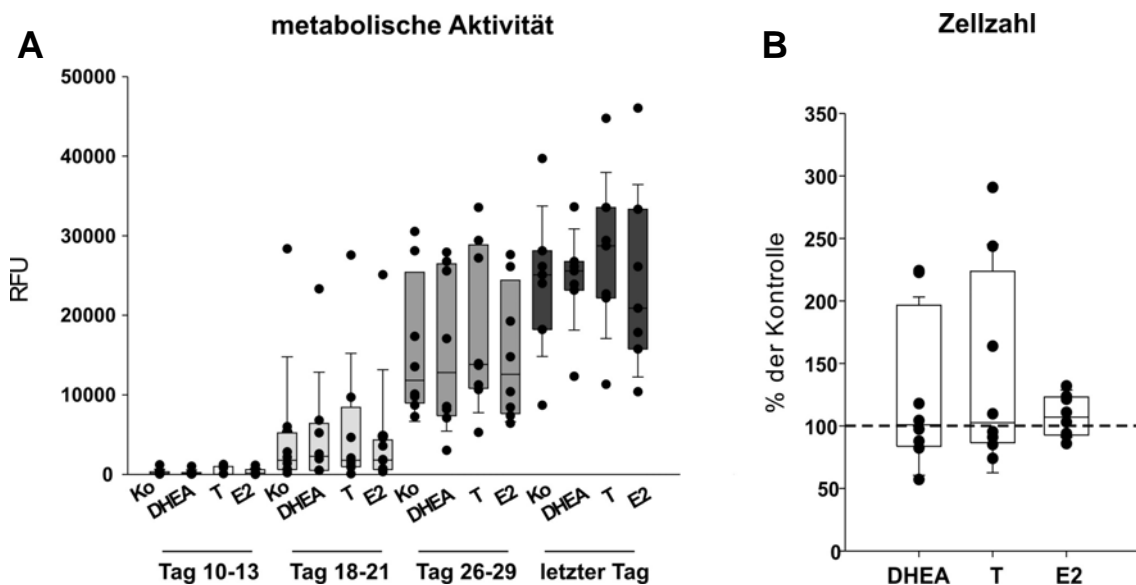 A
metabolische Aktivität
RFU
50000
40000
30000
20000
10000
0
Ko DHEA T E2 Ko DHEA T E2 Ko DHEA T E2 Ko DHEA T E2
Tag 10-13 Tag 18-21 Tag 26-29 letzter Tag
B
Zellzahl
% der Kontrolle
350
300
250
200
150
100
50
0
DHEA T E2